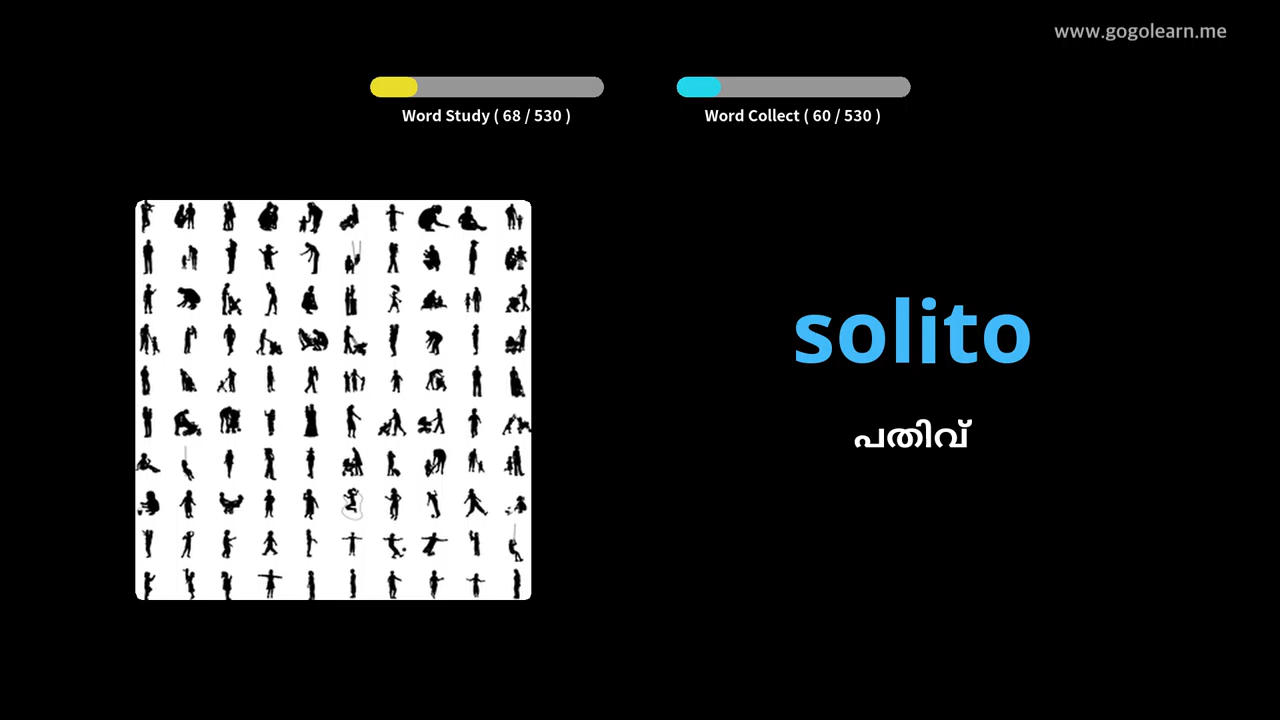 www.gogolearn.me
Word Study ( 68 / 530 )
Word Collect ( 60 / 530 )
solito
പതിവ്